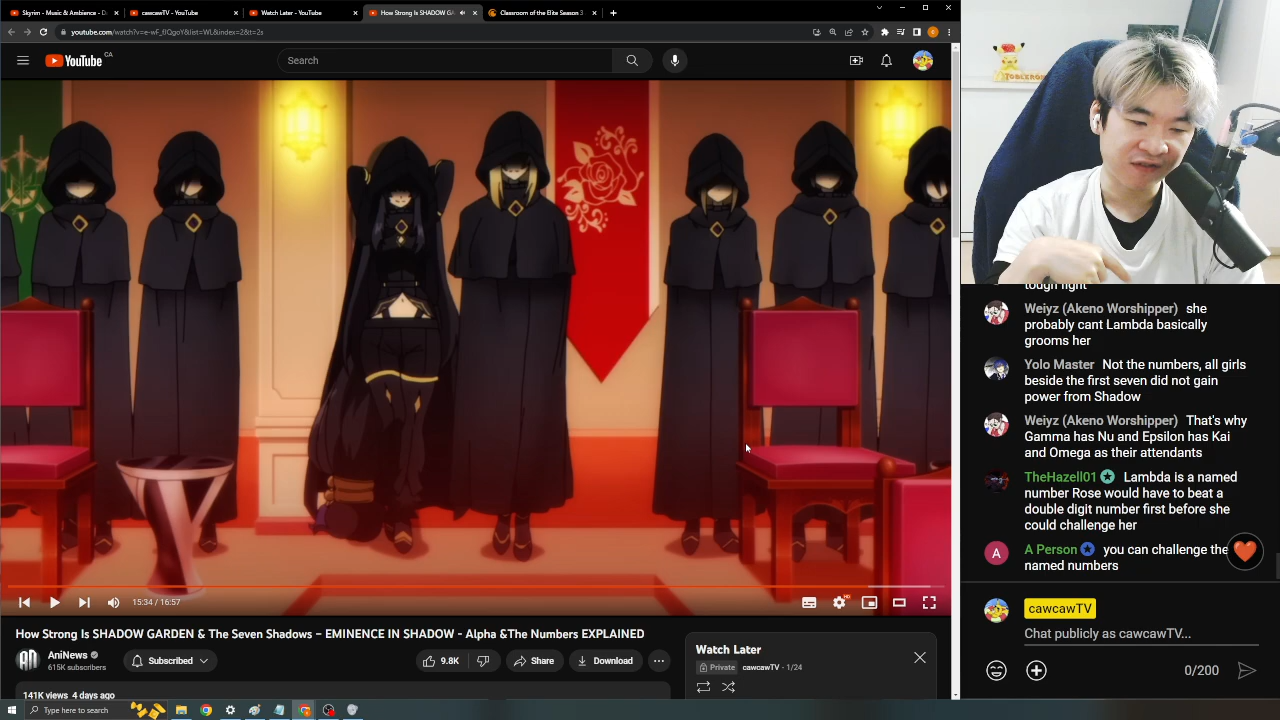 Skyrim - Music & Ambience - D
cawcawTV - YouTube
Watch Later - YouTube
How Strong Is SHADOW GA
Classroom of the Elite Season 3
youtube.com/watch?v=e-wF_fIQgoY&list=WL&index=2&t=2s
YouTube CA
Search
TOBLERON
tough fight
Weiyz (Akeno Worshipper) she
probably cant Lambda basically
grooms her
Yolo Master Not the numbers, all girls
beside the first seven did not gain
power from Shadow
Weiyz (Akeno Worshipper) That's why
Gamma has Nu and Epsilon has Kai
and Omega as their attendants
TheHazell01 Lambda is a named
number Rose would have to beat a
double digit number first before she
could challenge her
A A Person you can challenge the
named numbers
15:34 / 16:57
HD
cawcawTV
Chat publicly as cawcawTV...
0/200
How Strong Is SHADOW GARDEN & The Seven Shadows – EMINENCE IN SHADOW - Alpha &The Numbers EXPLAINED
AN AniNews
615K subscribers
Subscribed
9.8K
Share
Download
141K views 4 days ago
Watch Later
Private cawcawTV - 1/24
Type here to search